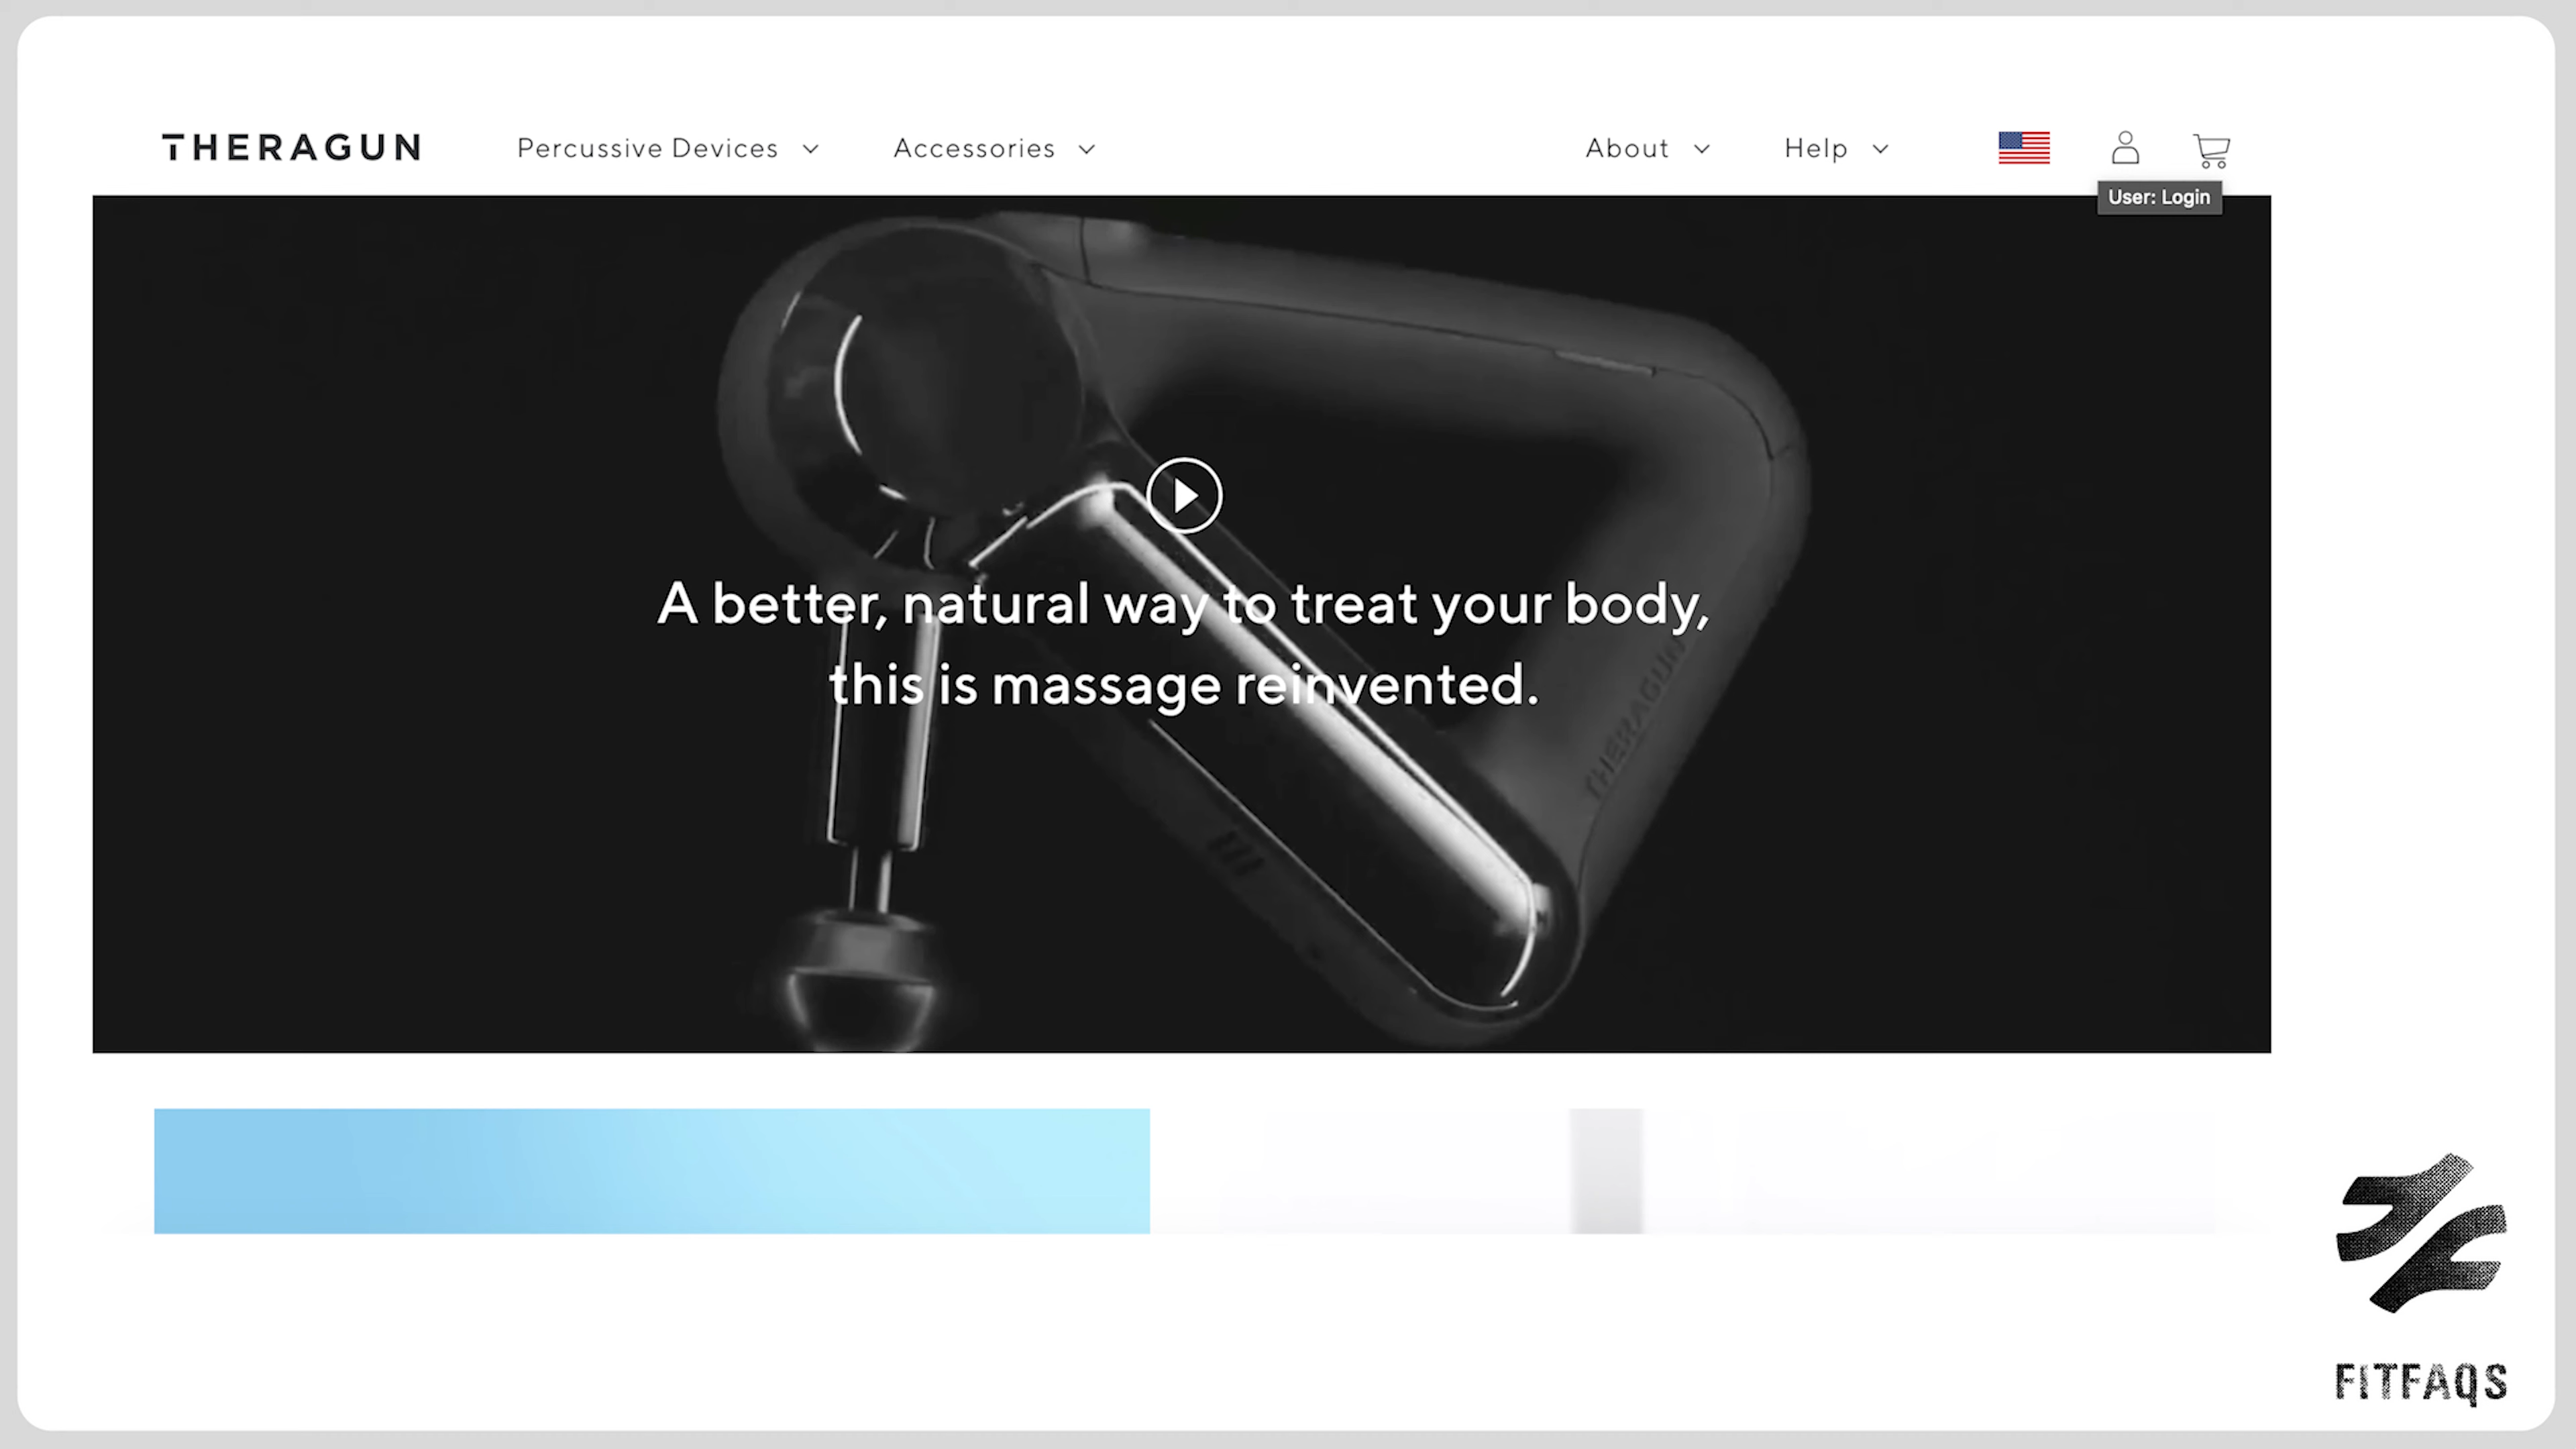 THERAGUN
Percussive Devices
Accessories
About
Help
User: Login
A better, natural way to treat your body,
this is massage reinvented.
THERAGUN
FITFAQS